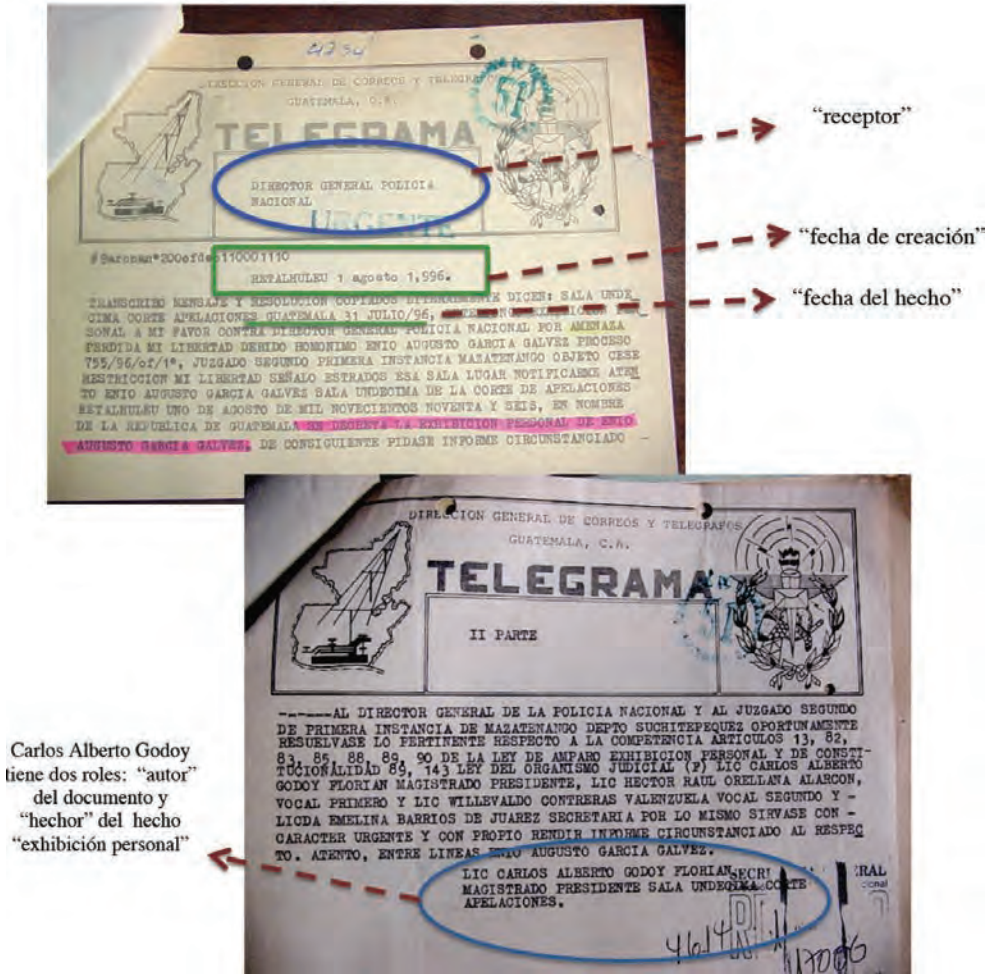 4234
DIRECCION GENERAL DE CORREOS Y TELEGRAFOS
GUATEMALA, C.A.
TELEGRAMA
DIRECTOR GENERAL POLICIA
NACIONAL
URGENTE
RETALHULEU 1 agosto 1,996.
TRANSCRIBO MENSAJE Y RESOLUCION COPIADOS LITERALMENTE DICEN: SALA UNDE_
CIMA CORTE APELACIONES GUATEMALA 31 JULIO/96, EXHIBICION PER_
SONAL A MI FAVOR CONTRA DIRECTOR GENERAL POLICIA NACIONAL POR AMENAZA
PERDIDA MI LIBERTAD DEBIDO HOMONIMO ENIO AUGUSTO GARCIA GALVEZ PROCESO
755/96/of/1º, JUZGADO SEGUNDO PRIMERA INSTANCIA MAZATENANGO OBJETO CESE
RESTRICCION MI LIBERTAD SEÑALO ESTRADOS ESA SALA LUGAR NOTIFICARME ATEN
TO ENIO AUGUSTO GARCIA GALVEZ SALA UNDECIMA DE LA CORTE DE APELACIONES
RETALHULEU UNO DE AGOSTO DE MIL NOVECIENTOS NOVENTA Y SEIS, EN NOMBRE
DE LA REPUBLICA DE GUATEMALA SE DECRETA LA EXHIBICION PERSONAL DE ENIO
AUGUSTO GARCIA GALVEZ, DE CONSIGUIENTE PIDASE INFORME CIRCUNSTANCIADO -
“receptor”
“fecha de creación”
“fecha del hecho”
DIRECCION GENERAL DE CORREOS Y TELEGRAFOS
GUATEMALA, C.A.
TELEGRAMA
II PARTE
------AL DIRECTOR GENERAL DE LA POLICIA NACIONAL Y AL JUZGADO SEGUNDO
DE PRIMERA INSTANCIA DE MAZATENANGO DEPTO SUCHITEPEQUEZ OPORTUNAMENTE
RESUELVASE LO PERTINENTE RESPECTO A LA COMPETENCIA ARTICULOS 13, 82,
83, 85, 88, 89, 90 DE LA LEY DE AMPARO EXHIBICION PERSONAL Y DE CONSTI-
TUCIONALIDAD 89, 143 LEY DEL ORGANISMO JUDICIAL (F) LIC CARLOS ALBERTO
GODOY FLORIAN MAGISTRADO PRESIDENTE, LIC HECTOR RAUL ORELLANA ALARCON,
VOCAL PRIMERO Y LIC WILLEVALDO CONTRERAS VALENZUELA VOCAL SEGUNDO Y -
LICDA EMELINA BARRIOS DE JUAREZ SECRETARIA POR LO MISMO SIRVASE CON -
CARACTER URGENTE Y CON PROPIO RENDIR INFORME CIRCUNSTANCIADO AL RESPEC
TO. ATENTO, ENTRE LINEAS ENIO AUGUSTO GARCIA GALVEZ.
LIC CARLOS ALBERTO GODOY FLORIAN
MAGISTRADO PRESIDENTE SALA UNDECIMA CORTE
APELACIONES.
4614
Carlos Alberto Godoy
tiene dos roles: “autor”
del documento y
“hechor” del hecho
“exhibición personal”